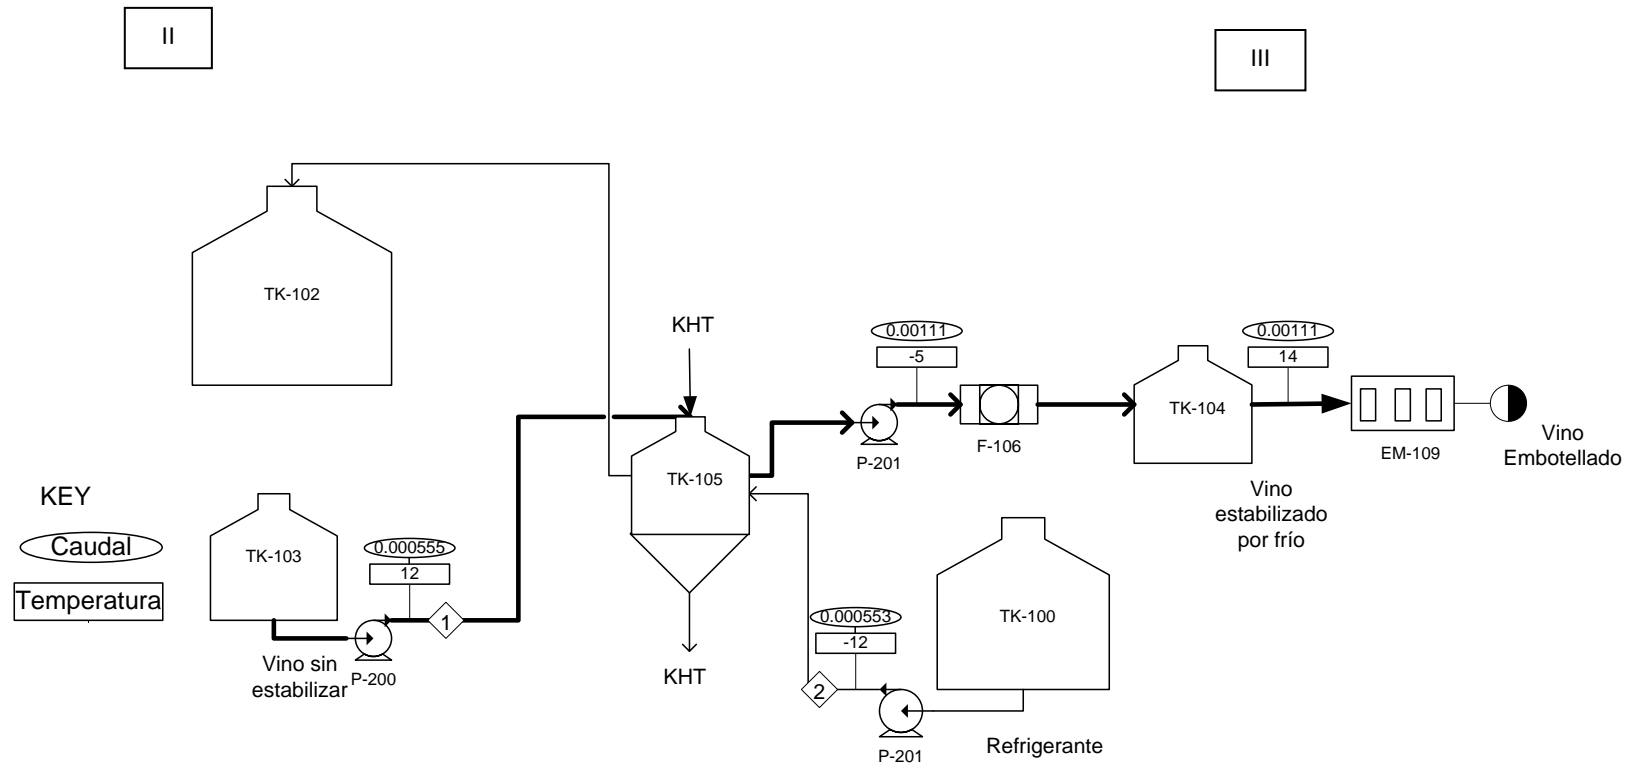 II
III
TK-102
KHT
0.00111
-5
0.00111
14
TK-104
P-201
F-106
EM-109
Vino
Embotellado
TK-105
Vino
estabilizado
por frío
KEY
Caudal
Temperatura
TK-103
0.000555
12
1
Vino sin
estabilizar
P-200
KHT
0.000553
-12
2
TK-100
P-201
Refrigerante